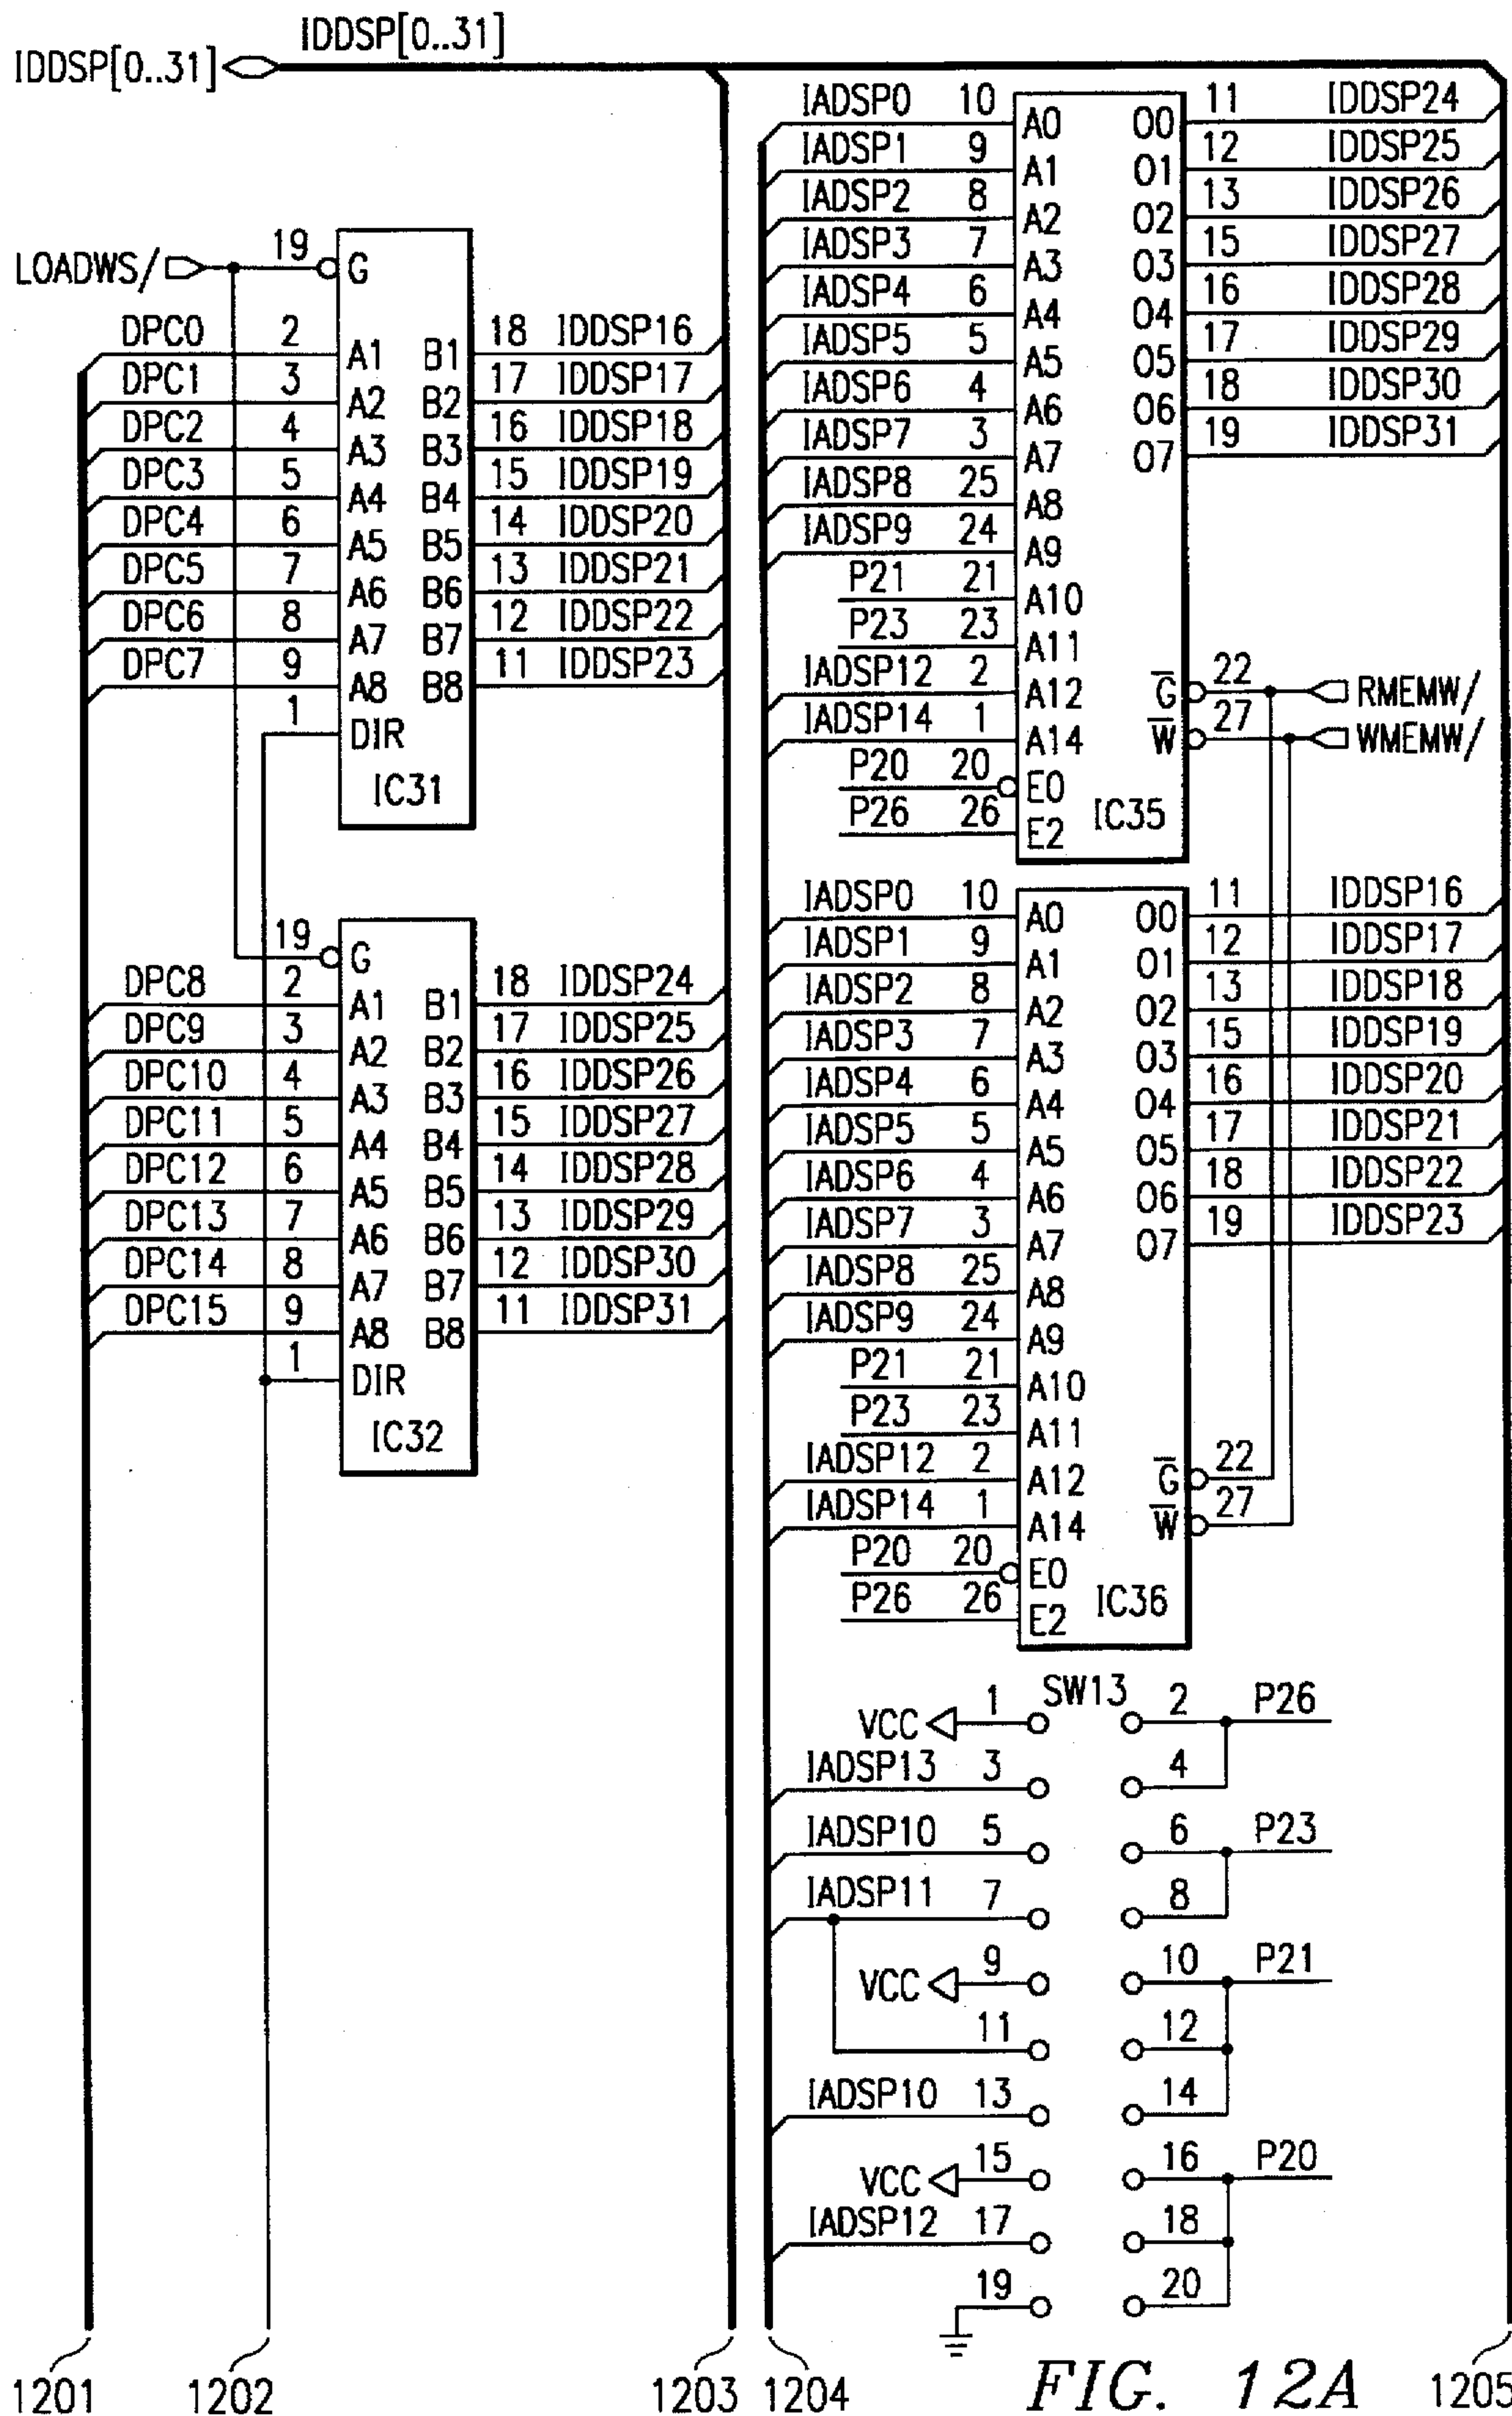 IDDSP[0..31] IDDSP[0..31]
LOADWS/ 19 G
DPC0 2 A1 B1 18 IDDSP16
DPC1 3 A2 B2 17 IDDSP17
DPC2 4 A3 B3 16 IDDSP18
DPC3 5 A4 B4 15 IDDSP19
DPC4 6 A5 B5 14 IDDSP20
DPC5 7 A6 B6 13 IDDSP21
DPC6 8 A7 B7 12 IDDSP22
DPC7 9 A8 B8 11 IDDSP23
1 DIR
IC31
19 G
DPC8 2 A1 B1 18 IDDSP24
DPC9 3 A2 B2 17 IDDSP25
DPC10 4 A3 B3 16 IDDSP26
DPC11 5 A4 B4 15 IDDSP27
DPC12 6 A5 B5 14 IDDSP28
DPC13 7 A6 B6 13 IDDSP29
DPC14 8 A7 B7 12 IDDSP30
DPC15 9 A8 B8 11 IDDSP31
1 DIR
IC32
IADSP0 10 A0 O0 11 IDDSP24
IADSP1 9 A1 O1 12 IDDSP25
IADSP2 8 A2 O2 13 IDDSP26
IADSP3 7 A3 O3 15 IDDSP27
IADSP4 6 A4 O4 16 IDDSP28
IADSP5 5 A5 O5 17 IDDSP29
IADSP6 4 A6 O6 18 IDDSP30
IADSP7 3 A7 O7 19 IDDSP31
IADSP8 25 A8
IADSP9 24 A9
P21 21 A10
P23 23 A11
IADSP12 2 A12 G̅ 22 RMEMW/
IADSP14 1 A14 W̅ 27 WMEMW/
P20 20 E0
P26 26 E2
IC35
IADSP0 10 A0 O0 11 IDDSP16
IADSP1 9 A1 O1 12 IDDSP17
IADSP2 8 A2 O2 13 IDDSP18
IADSP3 7 A3 O3 15 IDDSP19
IADSP4 6 A4 O4 16 IDDSP20
IADSP5 5 A5 O5 17 IDDSP21
IADSP6 4 A6 O6 18 IDDSP22
IADSP7 3 A7 O7 19 IDDSP23
IADSP8 25 A8
IADSP9 24 A9
P21 21 A10
P23 23 A11
IADSP12 2 A12 G̅ 22
IADSP14 1 A14 W̅ 27
P20 20 E0
P26 26 E2
IC36
SW13
VCC 1 2 P26
IADSP13 3 4
IADSP10 5 6 P23
IADSP11 7 8
VCC 9 10 P21
11 12
IADSP10 13 14
VCC 15 16 P20
IADSP12 17 18
19 20
1201 1202 1203 1204 1205
FIG. 12A